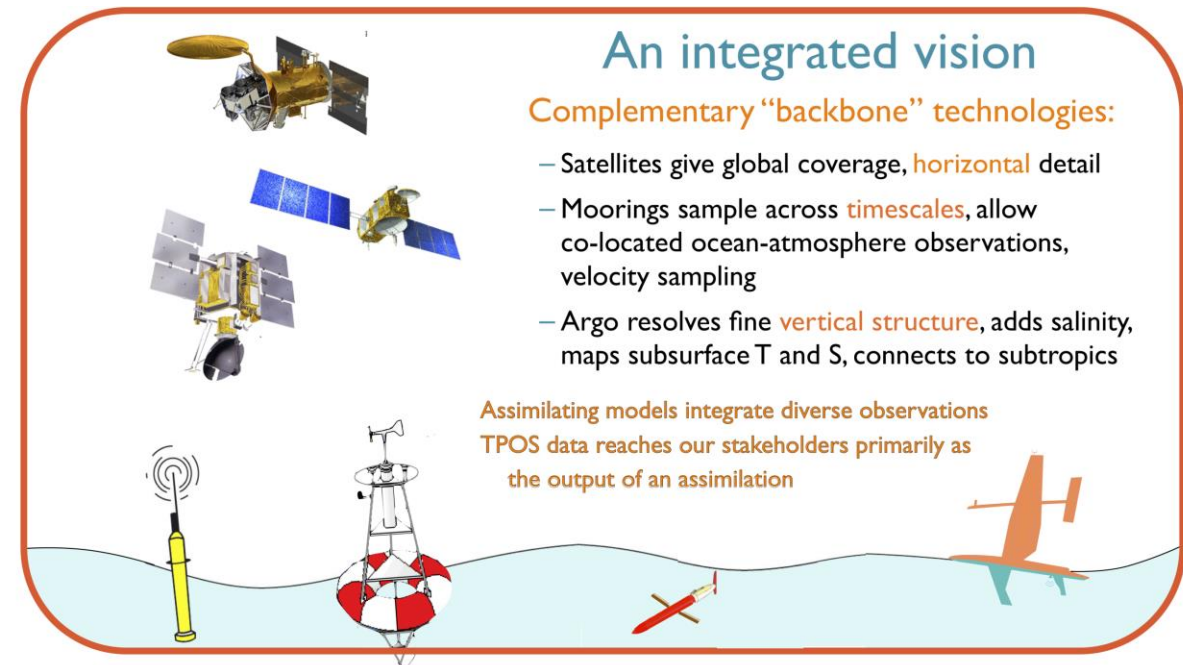 An integrated vision
Complementary “backbone” technologies:
– Satellites give global coverage, horizontal detail
– Moorings sample across timescales, allow
co-located ocean-atmosphere observations,
velocity sampling
– Argo resolves fine vertical structure, adds salinity,
maps subsurface T and S, connects to subtropics
Assimilating models integrate diverse observations
TPOS data reaches our stakeholders primarily as
the output of an assimilation